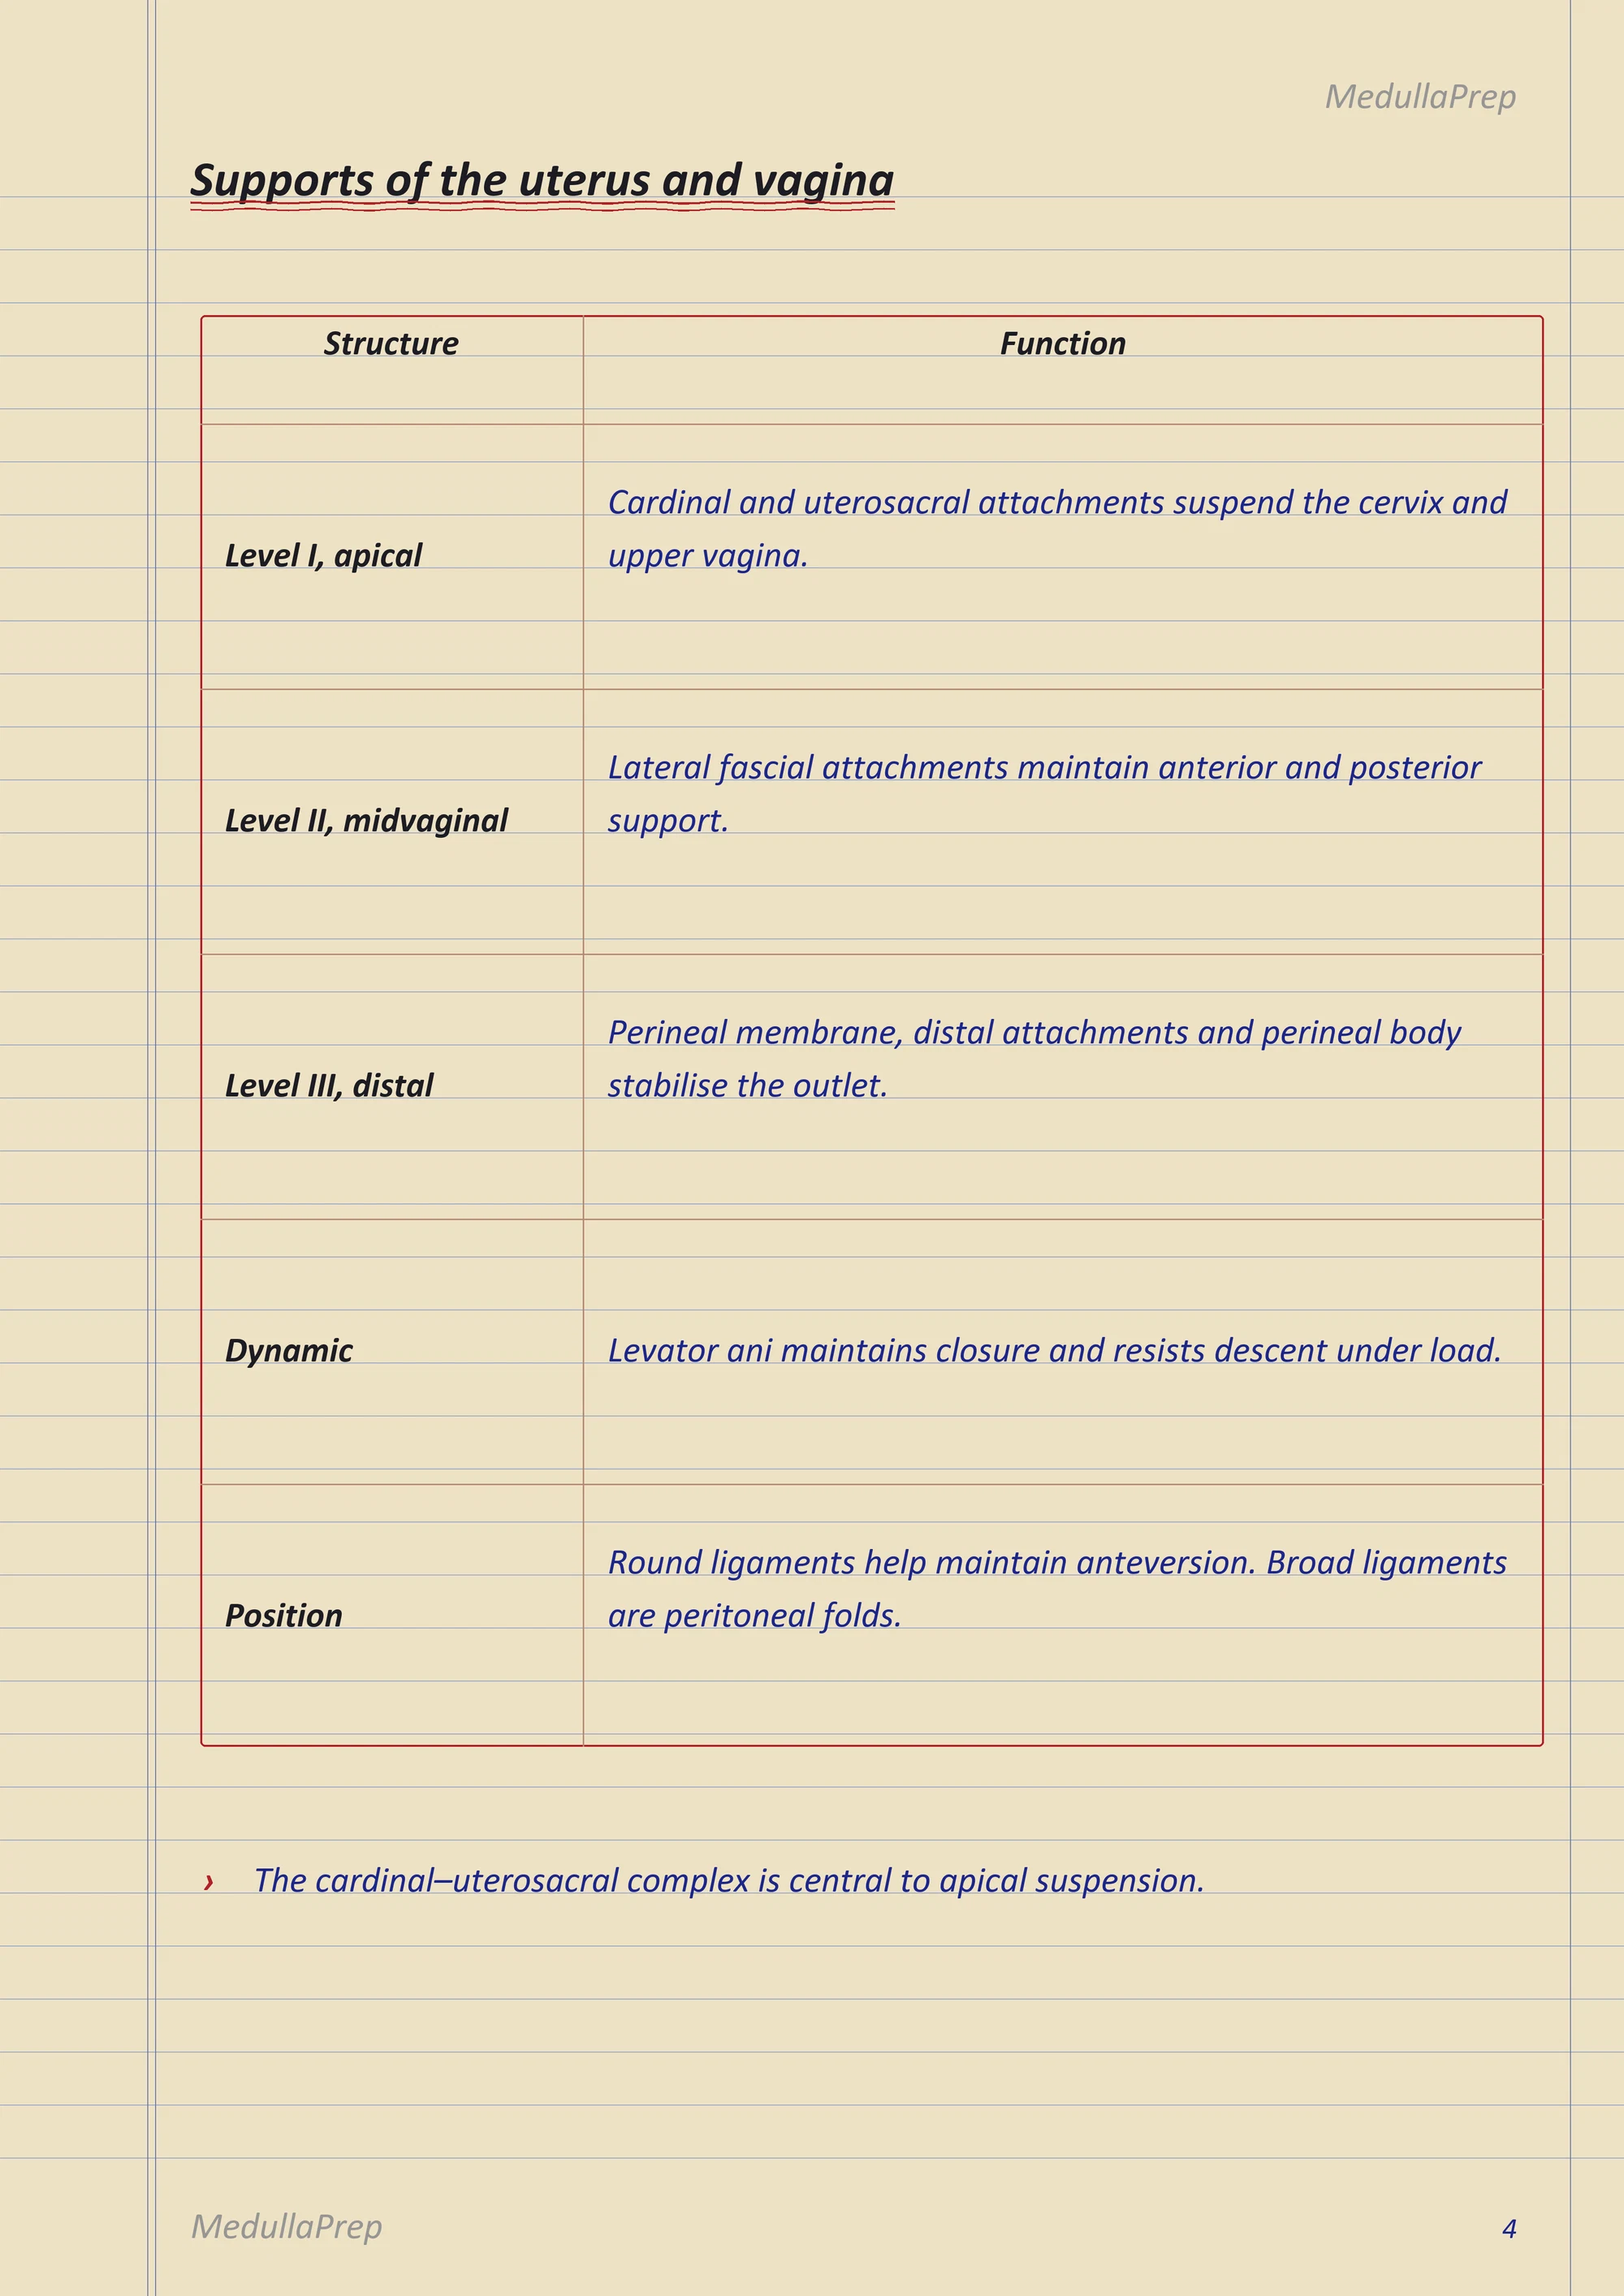 MedullaPrep
Supports of the uterus and vagina
Structure
Function
Level I, apical
Cardinal and uterosacral attachments suspend the cervix and
upper vagina.
Level II, midvaginal
Lateral fascial attachments maintain anterior and posterior
support.
Level III, distal
Perineal membrane, distal attachments and perineal body
stabilise the outlet.
Dynamic
Levator ani maintains closure and resists descent under load.
Position
Round ligaments help maintain anteversion. Broad ligaments
are peritoneal folds.
› The cardinal–uterosacral complex is central to apical suspension.
MedullaPrep
4